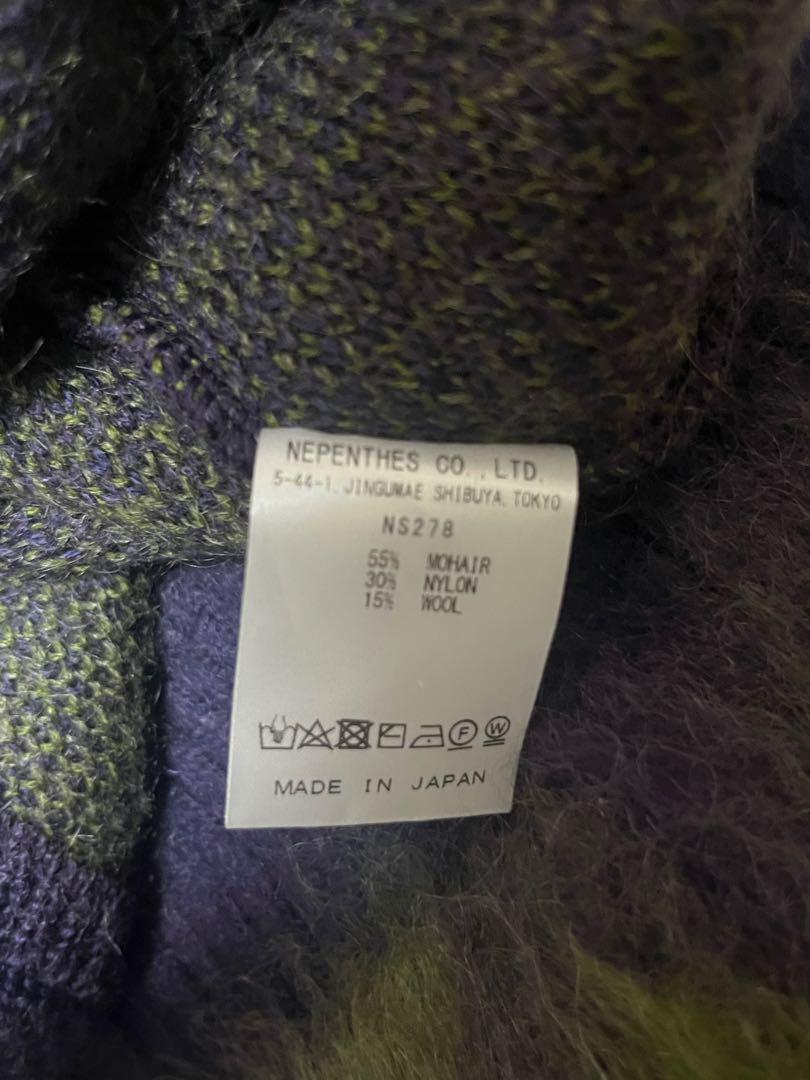 NEPENTHES CO.,LTD.
5-44-1, JINGUMAE SHIBUYA, TOKYO
NS278
55% MOHAIR
30% NYLON
15% WOOL
F W
MADE IN JAPAN